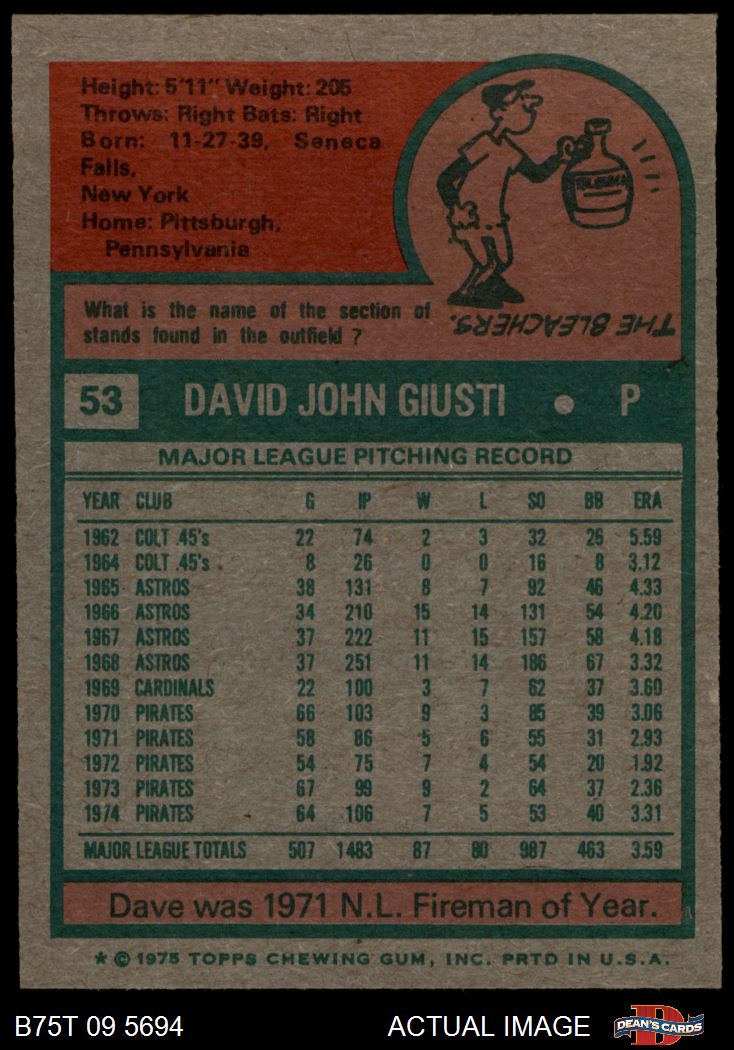 Height: 5'11" Weight: 205
Throws: Right Bats: Right
Born: 11-27-39, Seneca
Falls,
New York
Home: Pittsburgh,
Pennsylvania
What is the name of the section of
stands found in the outfield ?
THE BLEACHERS.
53 DAVID JOHN GIUSTI • P
MAJOR LEAGUE PITCHING RECORD
YEAR CLUB G IP W L SO BB ERA
1962 COLT .45's 22 74 2 3 32 26 5.59
1964 COLT .45's 8 26 0 0 16 8 3.12
1965 ASTROS 38 131 8 7 92 46 4.33
1966 ASTROS 34 210 15 14 131 54 4.20
1967 ASTROS 37 222 11 15 157 58 4.18
1968 ASTROS 37 251 11 14 186 67 3.32
1969 CARDINALS 22 100 3 7 62 37 3.60
1970 PIRATES 66 103 9 3 85 39 3.06
1971 PIRATES 58 86 5 6 55 31 2.93
1972 PIRATES 54 75 7 4 54 20 1.92
1973 PIRATES 67 99 9 2 64 37 2.36
1974 PIRATES 64 106 7 5 53 40 3.31
MAJOR LEAGUE TOTALS 507 1483 87 80 987 463 3.59
Dave was 1971 N.L. Fireman of Year.
* © 1975 TOPPS CHEWING GUM, INC. PRTD IN U.S.A.
B75T 09 5694 ACTUAL IMAGE DEAN'S CARDS